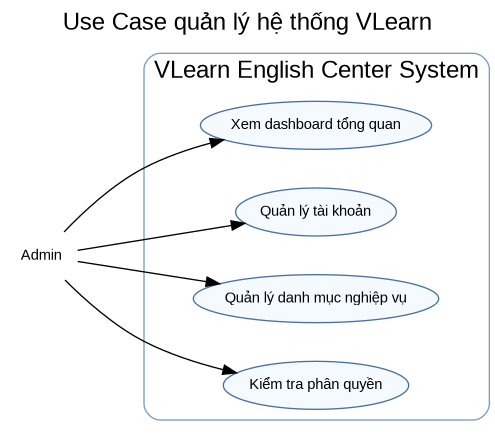 Use Case quản lý hệ thống VLearn
VLearn English Center System
Xem dashboard tổng quan
Quản lý tài khoản
Admin
Quản lý danh mục nghiệp vụ
Kiểm tra phân quyền